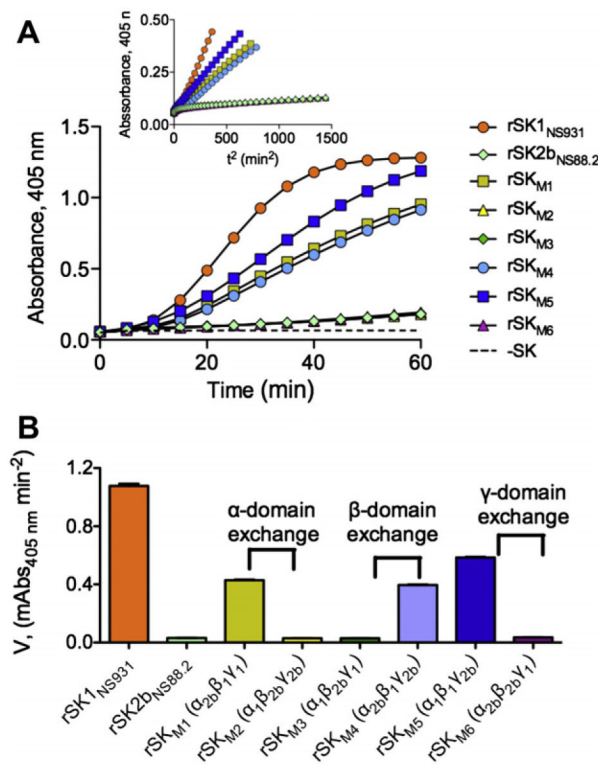 A
Abssorbance, 405 n
0.50
0.25
0.00
0 500 1000 1500
t² (min²)
Absorbance, 405 nm
1.5
1.0
0.5
0.0
0 20 40 60
Time (min)
rSK1NS931
rSK2bNS88.2
rSKM1
rSKM2
rSKM3
rSKM4
rSKM5
rSKM6
-SK
B
V, (mAbs405 nm min-2)
1.2
0.8
0.4
0.0
α-domain
exchange
β-domain
exchange
γ-domain
exchange
rSK1NS931
rSK2bNS88.2
rSKM1 (α2bβ1γ1)
rSKM2 (α1β2bγ2b)
rSKM3 (α1β2bγ1)
rSKM4 (α2bβ1γ2b)
rSKM5 (α1β1γ2b)
rSKM6 (α2bβ2bγ1)